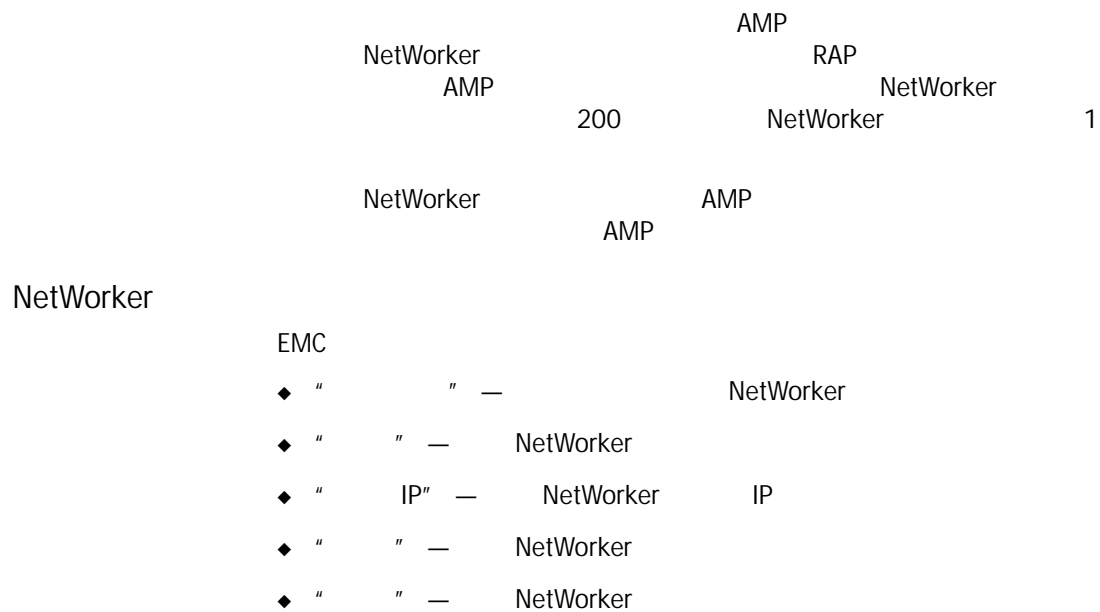 AMP
NetWorker RAP
AMP NetWorker
200 NetWorker 1
NetWorker AMP
AMP
NetWorker
EMC
◆ “ ” — NetWorker
◆ “ ” — NetWorker
◆ “ IP” — NetWorker IP
◆ “ ” — NetWorker
◆ “ ” — NetWorker